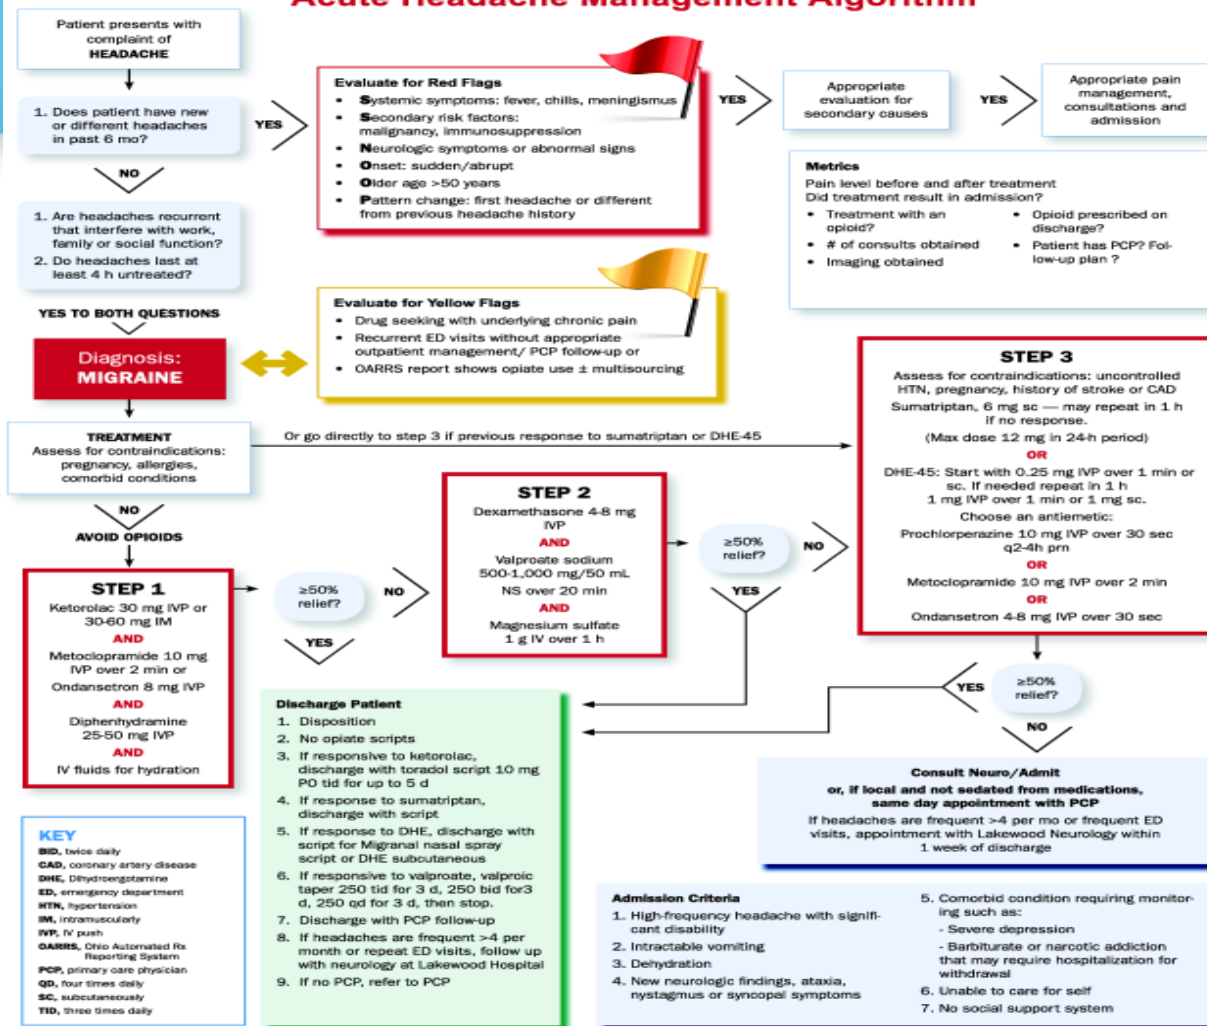 Acute Headache Management Algorithm
Patient presents with
complaint of
HEADACHE
1. Does patient have new
or different headaches
in past 6 mo?
YES
NO
Evaluate for Red Flags
• Systemic symptoms: fever, chills, meningismus
• Secondary risk factors:
malignancy, immunosuppression
• Neurologic symptoms or abnormal signs
• Onset: sudden/abrupt
• Older age >50 years
• Pattern change: first headache or different
from previous headache history
YES
Appropriate
evaluation for
secondary causes
YES
Appropriate pain
management,
consultations and
admission
Metrics
Pain level before and after treatment
Did treatment result in admission?
• Treatment with an
opioid?
• # of consults obtained
• Imaging obtained
• Opioid prescribed on
discharge?
• Patient has PCP? Fol-
low-up plan ?
1. Are headaches recurrent
that interfere with work,
family or social function?
2. Do headaches last at
least 4 h untreated?
YES TO BOTH QUESTIONS
Diagnosis:
MIGRAINE
Evaluate for Yellow Flags
• Drug seeking with underlying chronic pain
• Recurrent ED visits without appropriate
outpatient management/ PCP follow-up or
• OARRS report shows opiate use ± multisourcing
TREATMENT
Assess for contraindications:
pregnancy, allergies,
comorbid conditions
Or go directly to step 3 if previous response to sumatriptan or DHE-45
NO
AVOID OPIOIDS
STEP 1
Ketorolac 30 mg IVP or
30-60 mg IM
AND
Metoclopramide 10 mg
IVP over 2 min or
Ondansetron 8 mg IVP
AND
Diphenhydramine
25-50 mg IVP
AND
IV fluids for hydration
≥50%
relief?
NO
YES
STEP 2
Dexamethasone 4-8 mg
IVP
AND
Valproate sodium
500-1,000 mg/50 mL
NS over 20 min
AND
Magnesium sulfate
1 g IV over 1 h
≥50%
relief?
NO
YES
STEP 3
Assess for contraindications: uncontrolled
HTN, pregnancy, history of stroke or CAD
Sumatriptan, 6 mg sc — may repeat in 1 h
if no response.
(Max dose 12 mg in 24-h period)
OR
DHE-45: Start with 0.25 mg IVP over 1 min or
sc. If needed repeat in 1 h
1 mg IVP over 1 min or 1 mg sc.
Choose an antiemetic:
Prochlorperazine 10 mg IVP over 30 sec
q2-4h prn
OR
Metoclopramide 10 mg IVP over 2 min
OR
Ondansetron 4-8 mg IVP over 30 sec
≥50%
relief?
YES
NO
Discharge Patient
1. Disposition
2. No opiate scripts
3. If responsive to ketorolac,
discharge with toradol script 10 mg
PO tid for up to 5 d
4. If response to sumatriptan,
discharge with script
5. If response to DHE, discharge with
script for Migranal nasal spray
script or DHE subcutaneous
6. If responsive to valproate, valproic
taper 250 tid for 3 d, 250 bid for3
d, 250 qd for 3 d, then stop.
7. Discharge with PCP follow-up
8. If headaches are frequent >4 per
month or repeat ED visits, follow up
with neurology at Lakewood Hospital
9. If no PCP, refer to PCP
Consult Neuro/Admit
or, if local and not sedated from medications,
same day appointment with PCP
If headaches are frequent >4 per mo or frequent ED
visits, appointment with Lakewood Neurology within
1 week of discharge
KEY
BID, twice daily
CAD, coronary artery disease
DHE, Dihydroergotamine
ED, emergency department
HTN, hypertension
IM, intramuscularly
IVP, IV push
OARRS, Ohio Automated Rx
Reporting System
PCP, primary care physician
QD, four times daily
SC, subcutaneously
TID, three times daily
Admission Criteria
1. High-frequency headache with signifi-
cant disability
2. Intractable vomiting
3. Dehydration
4. New neurologic findings, ataxia,
nystagmus or syncopal symptoms
5. Comorbid condition requiring monitor-
ing such as:
- Severe depression
- Barbiturate or narcotic addiction
that may require hospitalization for
withdrawal
6. Unable to care for self
7. No social support system